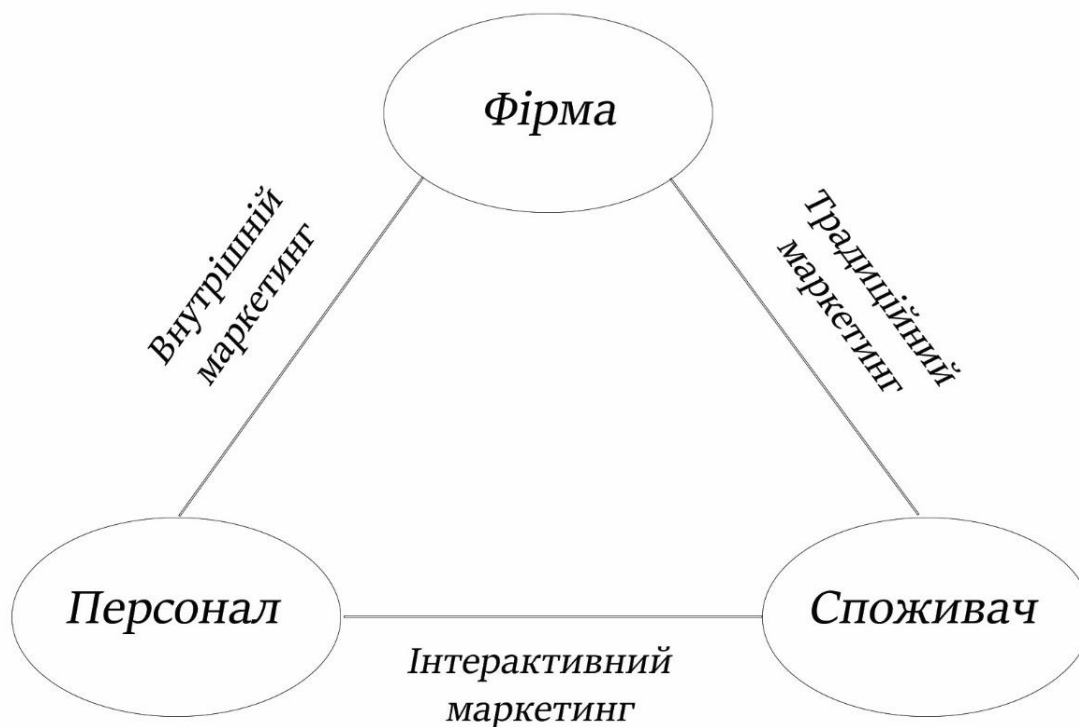 Фірма
Внутрішній
маркетинг
Традиційний
маркетинг
Персонал
Споживач
Інтерактивний
маркетинг